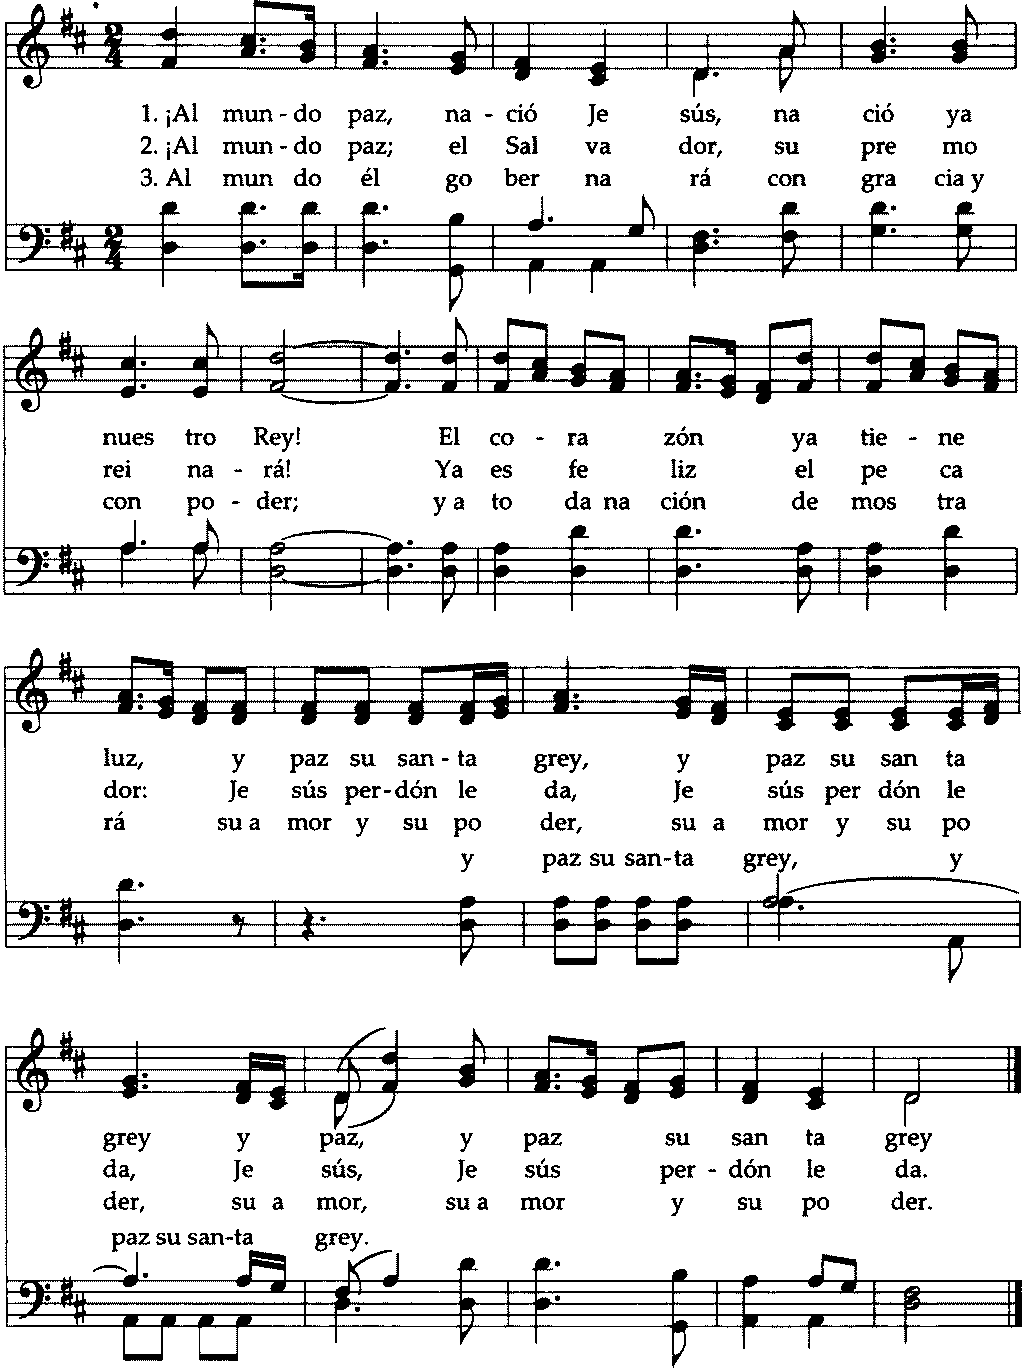 1. ¡Al mun - do paz, na - ció Je sús, na ció ya
2. ¡Al mun - do paz; el Sal va dor, su pre mo
3. Al mun do él go ber na rá con gra cia y
nues tro Rey! El co - ra zón ya tie - ne
rei na - rá! Ya es fe liz el pe ca
con po - der; y a to da na ción de mos tra
luz, y paz su san - ta grey, y paz su san ta
dor: Je sús per - dón le da, Je sús per dón le
rá su a mor y su po der, su a mor y su po
y paz su san - ta grey, y
grey y paz, y paz su san ta grey
da, Je sús, Je sús per - dón le da.
der, su a mor, su a mor y su po der.
paz su san - ta grey.